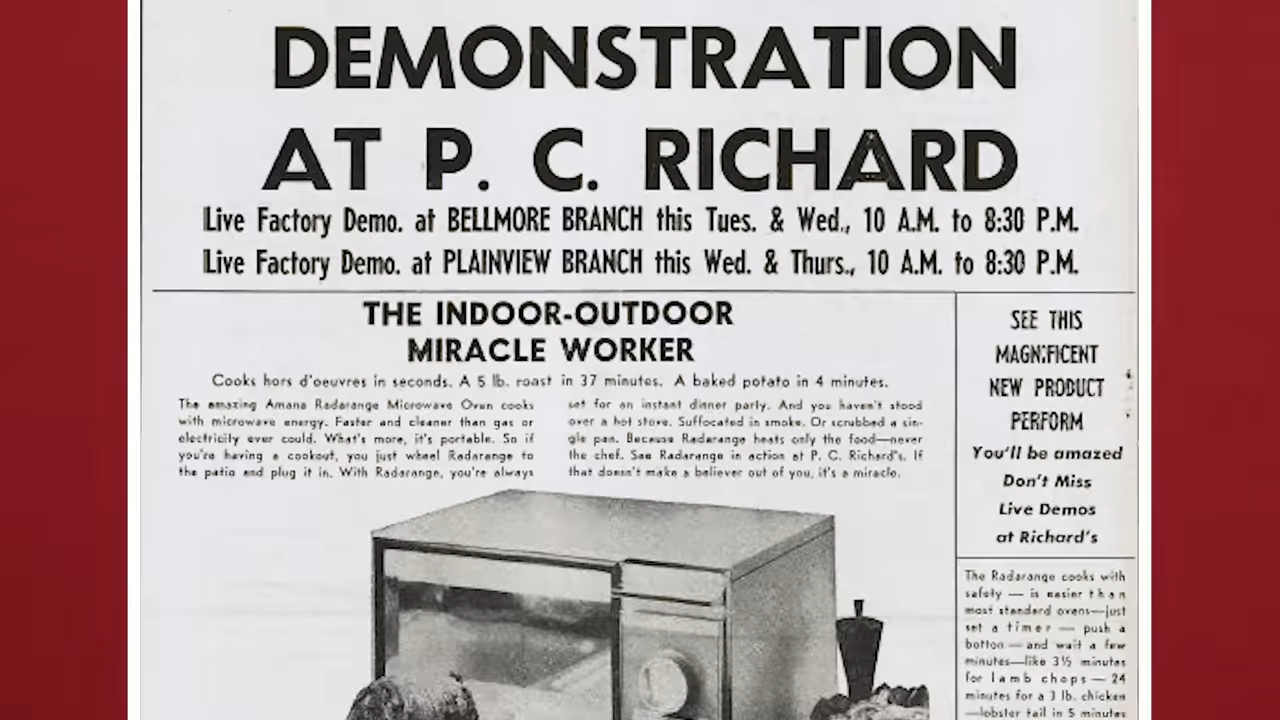 DEMONSTRATION
AT P. C. RICHARD
Live Factory Demo. at BELLMORE BRANCH this Tues. & Wed., 10 A.M. to 8:30 P.M.
Live Factory Demo. at PLAINVIEW BRANCH this Wed. & Thurs., 10 A.M. to 8:30 P.M.
THE INDOOR-OUTDOOR
MIRACLE WORKER
Cooks hors d'oeuvres in seconds. A 5 lb. roast in 37 minutes. A baked potato in 4 minutes.
The amazing Amana Radarange Microwave Oven cooks
with microwave energy. Faster and cleaner than gas or
electricity ever could. What's more, it's portable. So if
you're having a cookout, you just wheel Radarange to
the patio and plug it in. With Radarange, you're always
set for an instant dinner party. And you haven't stood
over a hot stove. Suffocated in smoke. Or scrubbed a sin-
gle pan. Because Radarange heats only the food—never
the chef. See Radarange in action at P. C. Richard's. If
that doesn't make a believer out of you, it's a miracle.
SEE THIS
MAGNIFICENT
NEW PRODUCT
PERFORM
You'll be amazed
Don't Miss
Live Demos
at Richard's
The Radarange cooks with
safety — is easier than
most standard ovens—just
set a timer — push a
botton — and wait a few
minutes—like 3½ minutes
for lamb chops — 24
minutes for a 3 lb. chicken
—lobster tail in 5 minutes